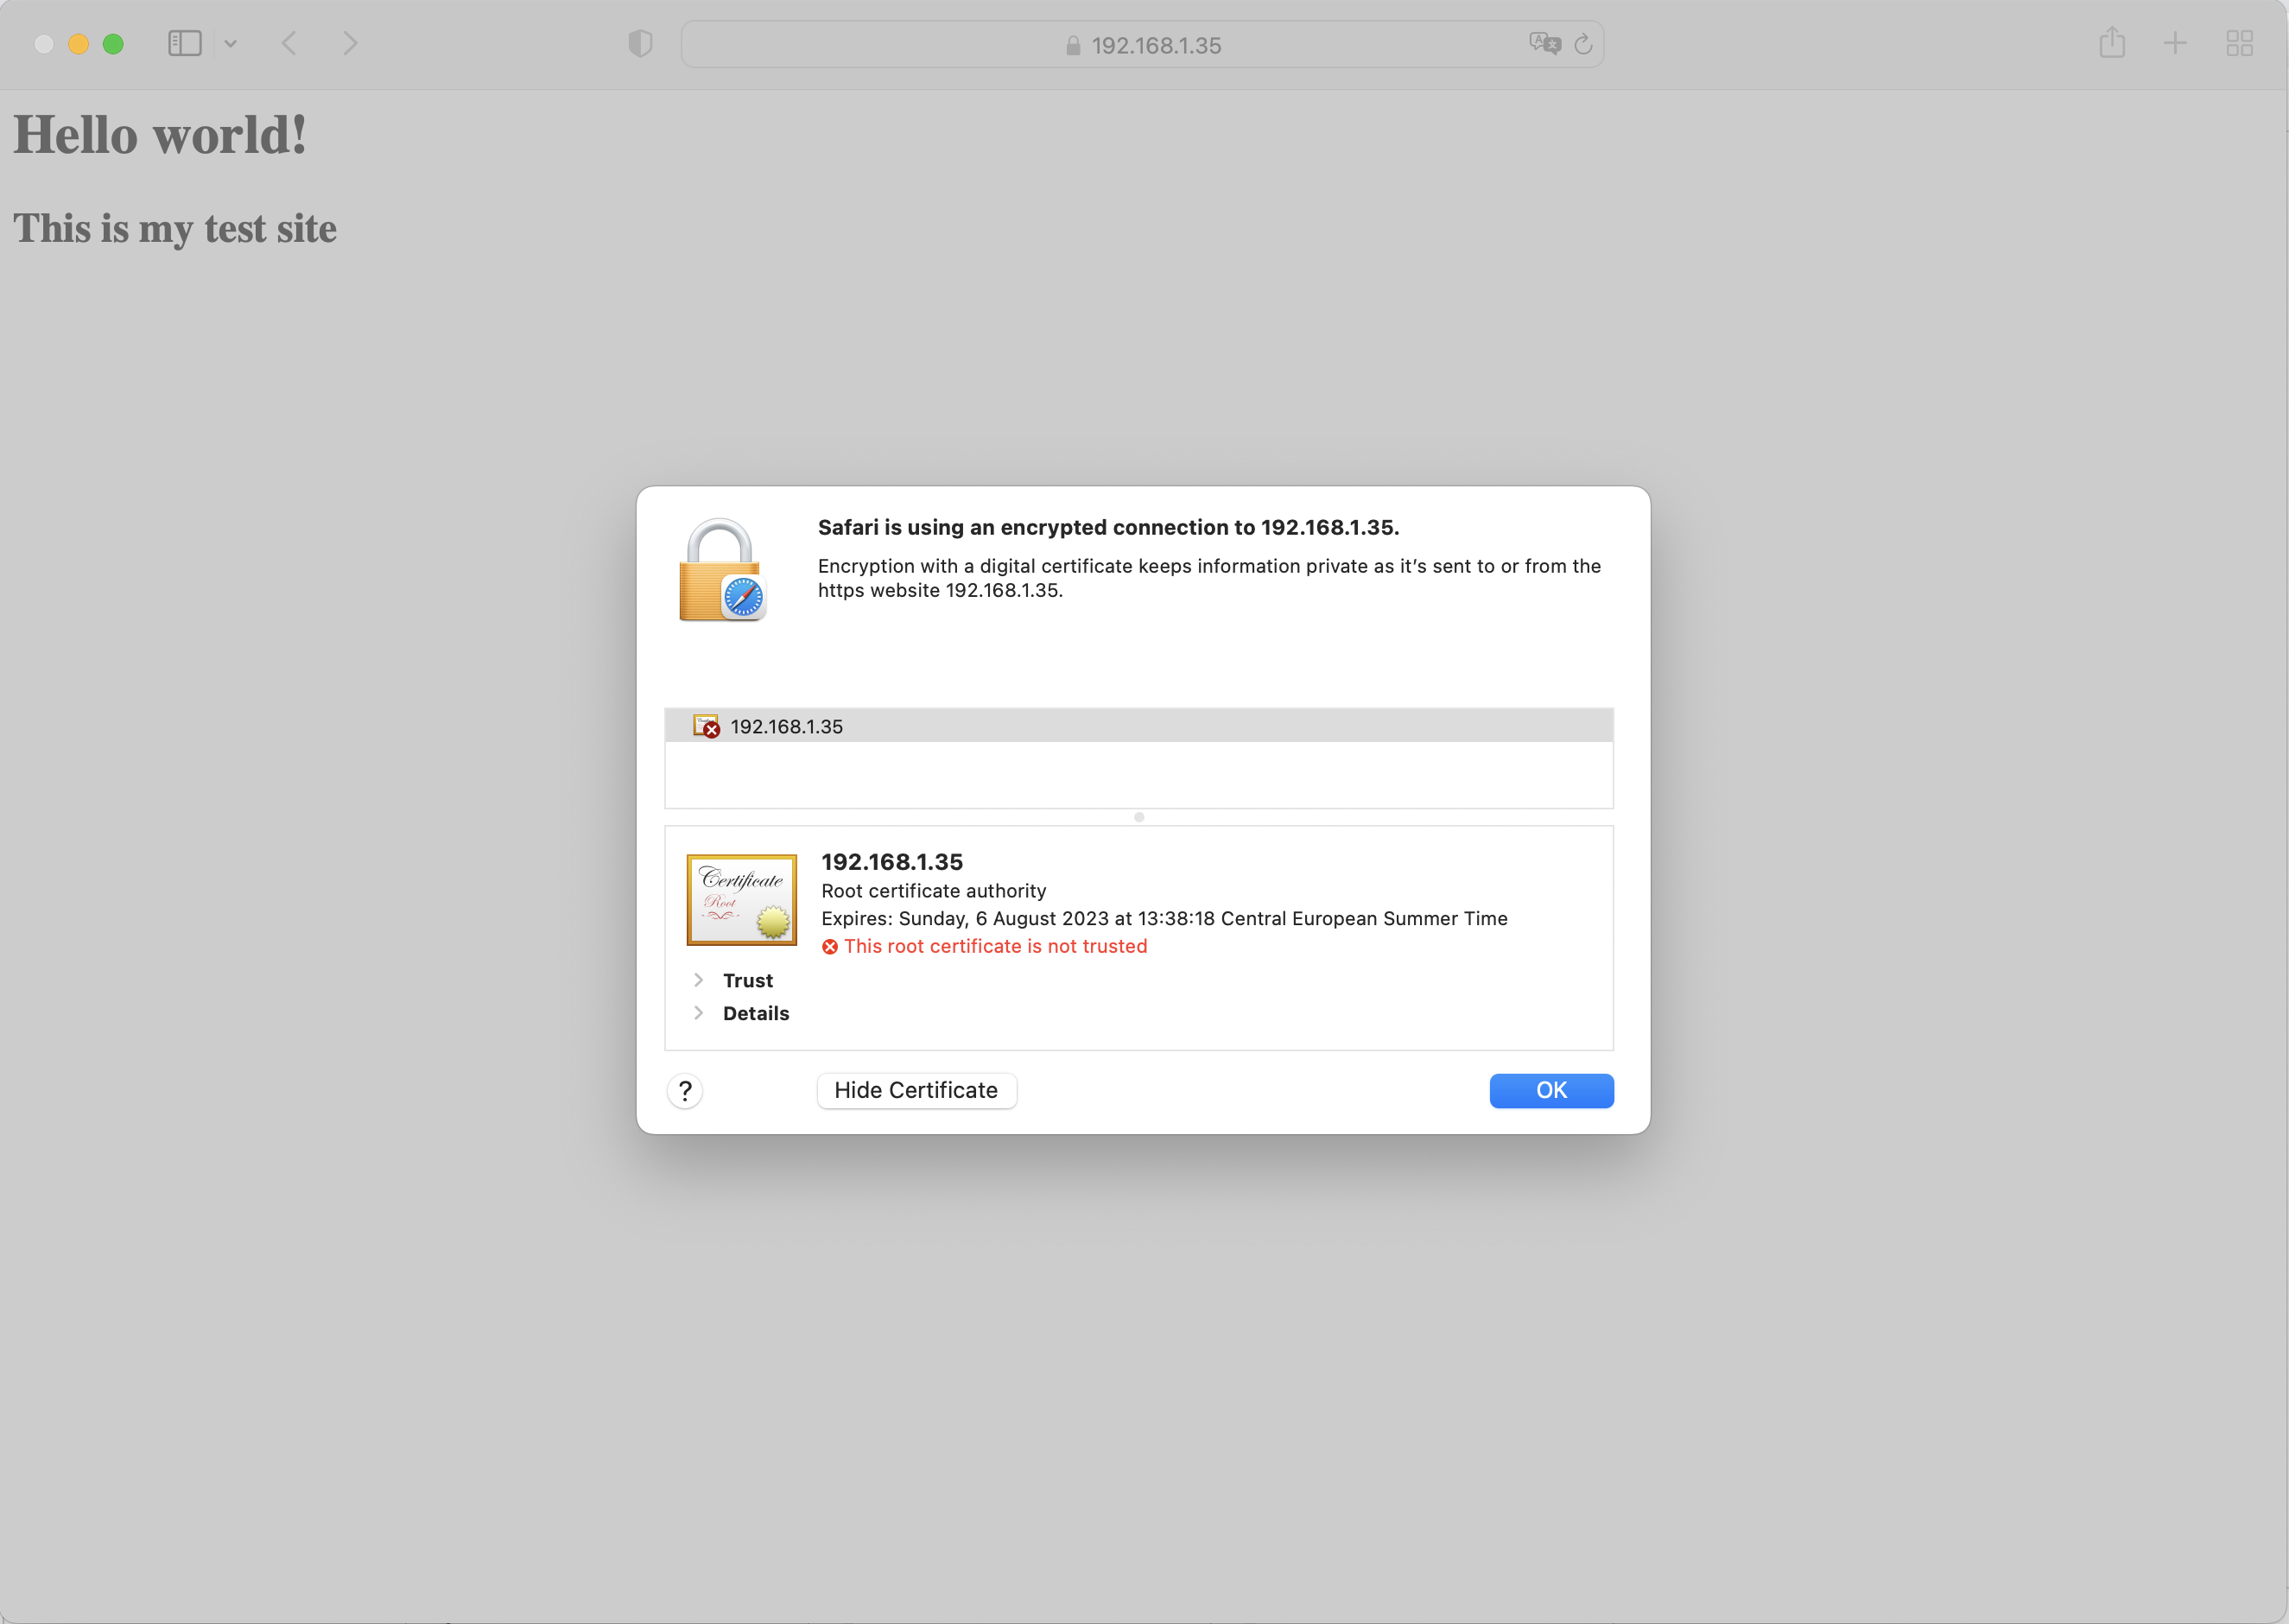 192.168.1.35
Hello world!
This is my test site
Safari is using an encrypted connection to 192.168.1.35.
Encryption with a digital certificate keeps information private as it’s sent to or from the
https website 192.168.1.35.
192.168.1.35
Certificate
Root
192.168.1.35
Root certificate authority
Expires: Sunday, 6 August 2023 at 13:38:18 Central European Summer Time
This root certificate is not trusted
Trust
Details
?
Hide Certificate
OK